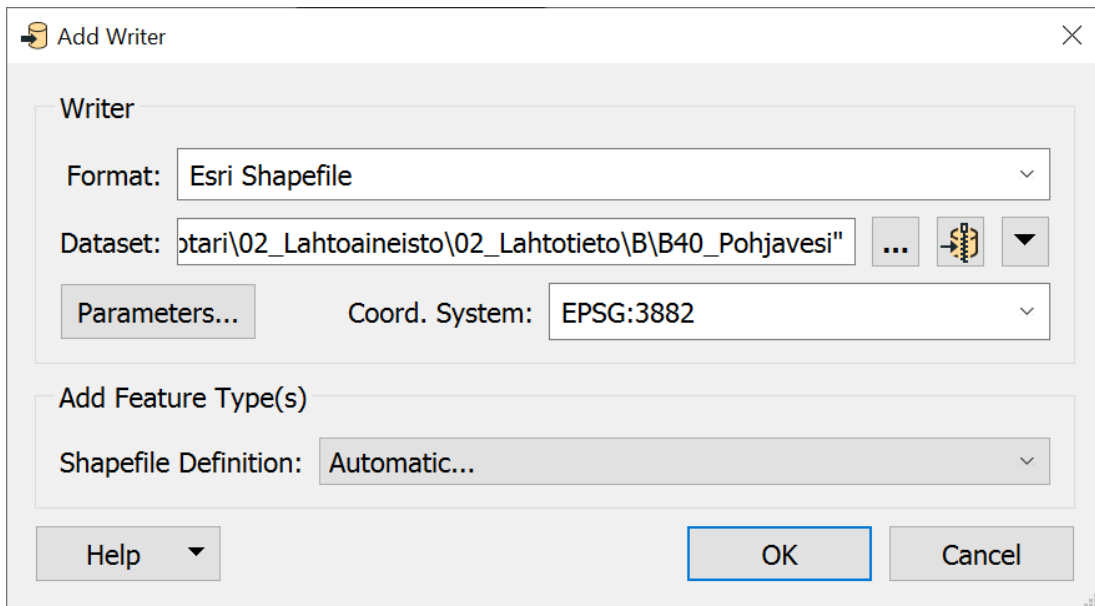 Add Writer
Writer
Format: Esri Shapefile
Dataset: otari\02_Lahtoaineisto\02_Lahtotieto\B\B40_Pohjavesi" ...
Parameters... Coord. System: EPSG:3882
Add Feature Type(s)
Shapefile Definition: Automatic...
Help OK Cancel